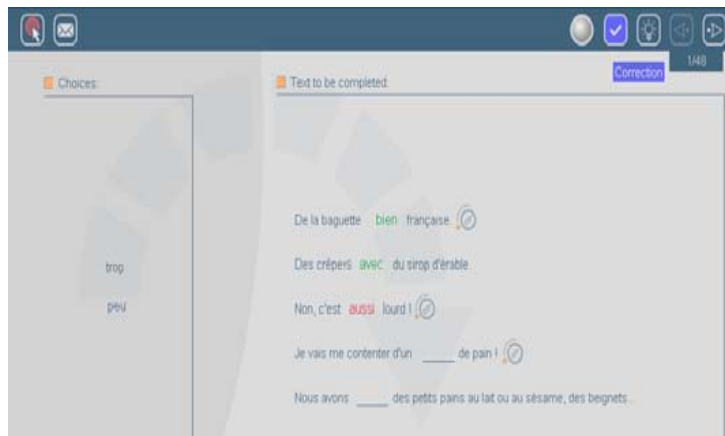 1/48
Correction
Choices:
Text to be completed:
De la baguette bien française.
Des crêpes avec du sirop d'érable.
Non, c'est aussi lourd !
Je vais me contenter d'un _____ de pain !
Nous avons _____ des petits pains au lait ou au sésame, des beignets...
trop
peu